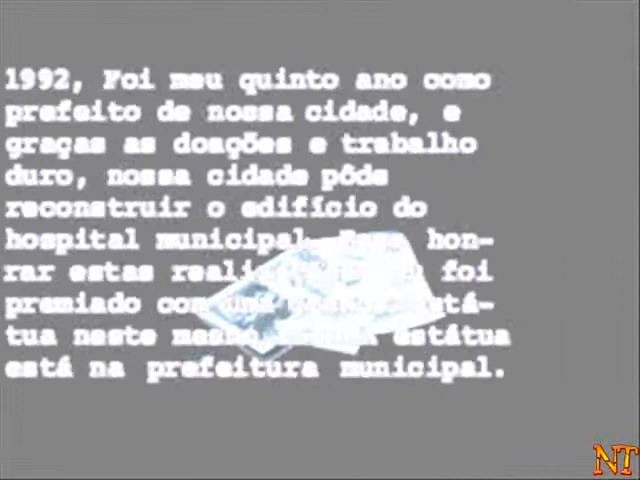 1992, Foi meu quinto ano como
prefeito de nossa cidade, e
graças as doações e trabalho
duro, nossa cidade pôde
reconstruir o edifício do
hospital municipal. Para hon-
rar estas foi
premiado com uma está-
tua neste estátua
está na prefeitura municipal.
NT